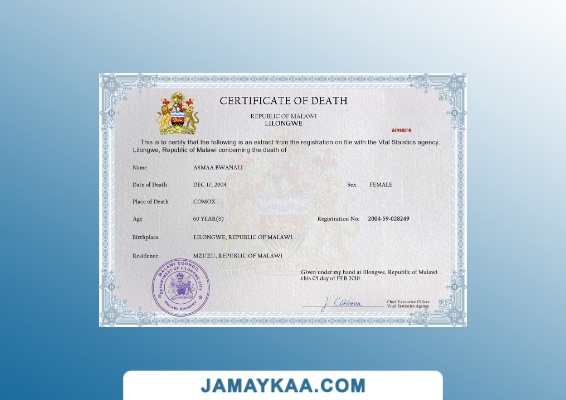 CERTIFICATE OF DEATH
REPUBLIC OF MALAWI
LILONGWE
This is to certify that the following is an extract from the registration on file with the Vital Staistics agency,
Lilongwe, Republic of Malawi concerning the death of
Name ASMAA BWANALI
Date of Death DEC 17, 2004 Sex FEMALE
Place of Death COMOX
Age 60 YEAR(S) Registration No: 2004-59-028249
Birthplace LILONGWE, REPUBLIC OF MALAWI
Residence MZUZU, REPUBLIC OF MALAWI
Given under my hand at lilongwe, Republic of Malawi
this 05 day of FEB 2010
Chief Executive Officer
Vital Statistics Agency
JAMAYKAA.COM